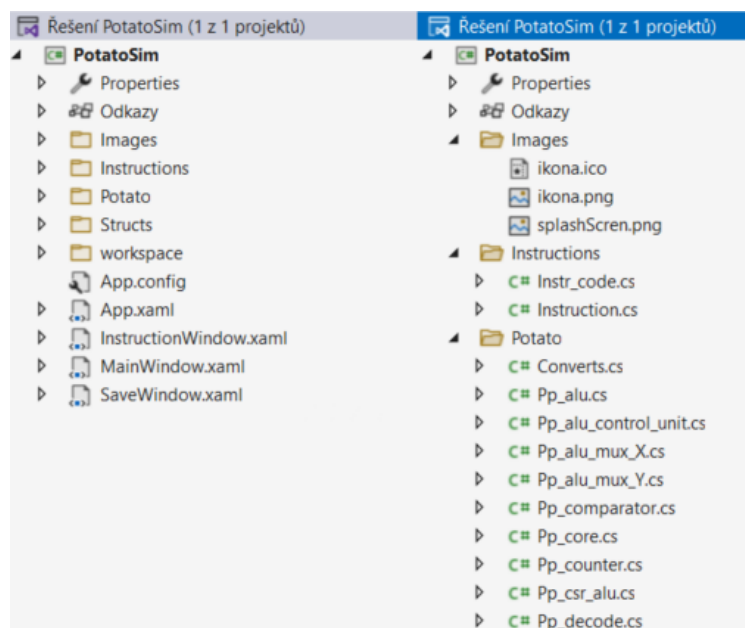 Řešení PotatoSim (1 z 1 projektů)
C# PotatoSim
Properties
Odkazy
Images
Instructions
Potato
Structs
workspace
App.config
App.xaml
InstructionWindow.xaml
MainWindow.xaml
SaveWindow.xaml
Řešení PotatoSim (1 z 1 projektů)
C# PotatoSim
Properties
Odkazy
Images
ikona.ico
ikona.png
splashScren.png
Instructions
C# Instr_code.cs
C# Instruction.cs
Potato
C# Converts.cs
C# Pp_alu.cs
C# Pp_alu_control_unit.cs
C# Pp_alu_mux_X.cs
C# Pp_alu_mux_Y.cs
C# Pp_comparator.cs
C# Pp_core.cs
C# Pp_counter.cs
C# Pp_csr_alu.cs
C# Pp_decode.cs